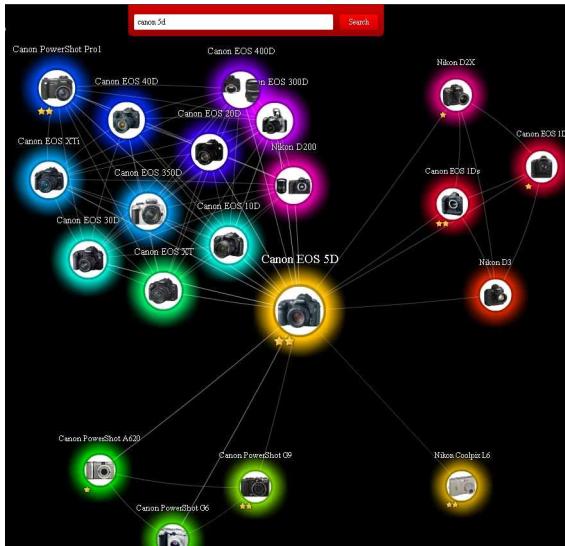 canon 5d
Search
Canon PowerShot Pro1
Canon EOS 400D
Nikon D2X
Canon EOS 40D
EOS 300D
Canon EOS 20D
Canon EOS XTi
Nikon D200
Canon EOS 1D
Canon EOS 350D
Canon EOS 1Ds
Canon EOS 30D
Canon EOS 10D
Canon EOS XT
Canon EOS 5D
Nikon D3
Canon PowerShot A620
Canon PowerShot G9
Nikon Coolpix L6
Canon PowerShot G6